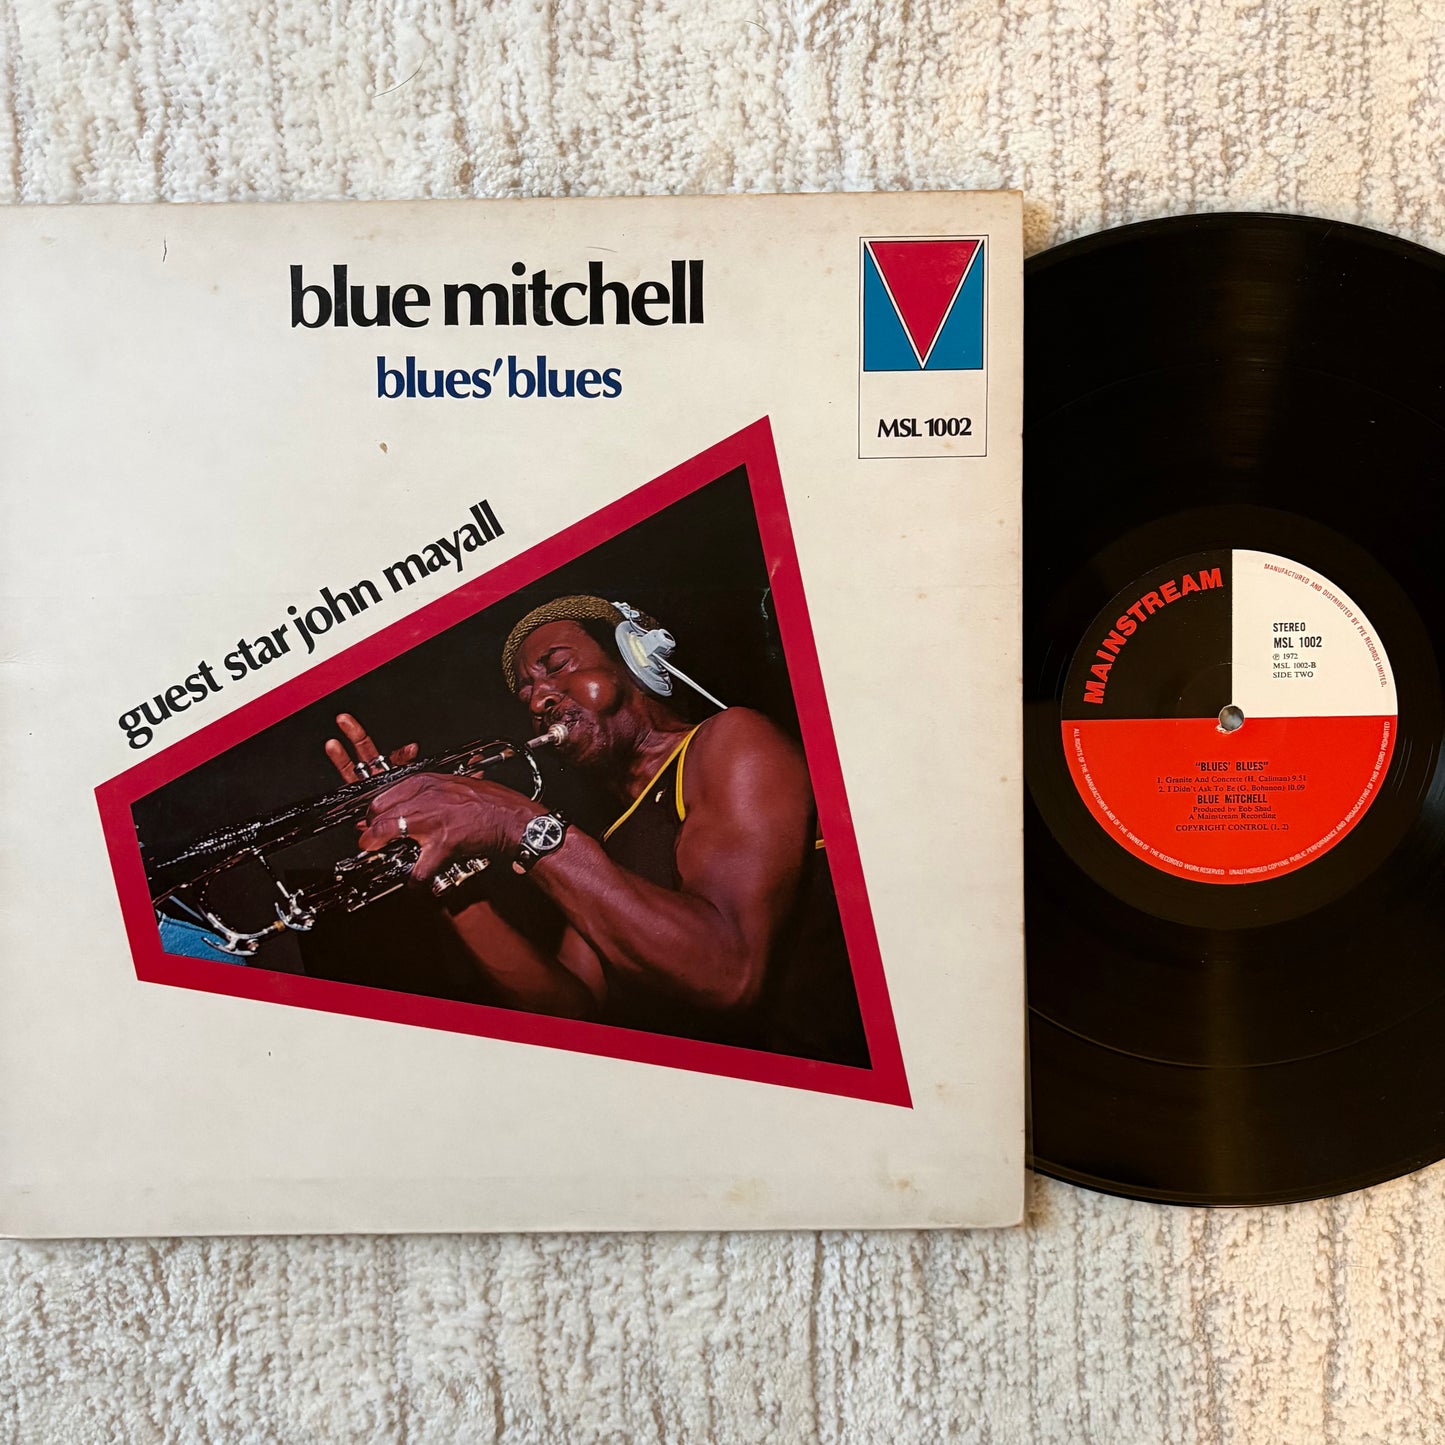 blue mitchell
blues' blues
MSL 1002
guest star john mayall
MAINSTREAM
MANUFACTURED AND DISTRIBUTED BY PYE RECORDS LIMITED.
STEREO
MSL 1002
℗ 1972
MSL 1002-B
SIDE TWO
"BLUES' BLUES"
1. Granite And Concrete (H. Caliman) 9.51
2. I Didn't Ask To Be (G. Bohanon) 10.09
BLUE MITCHELL
Produced by Bob Shad
A Mainstream Recording
COPYRIGHT CONTROL (1, 2)
ALL RIGHTS OF THE MANUFACTURER AND OF THE OWNER OF THE RECORDED WORK RESERVED · UNAUTHORISED COPYING, PUBLIC PERFORMANCE AND BROADCASTING OF THIS RECORD PROHIBITED